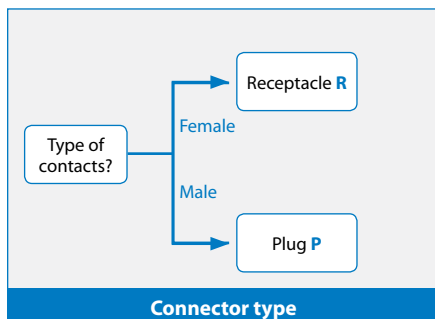 Receptacle R
Female
Type of
contacts?
Male
Plug P
Connector type